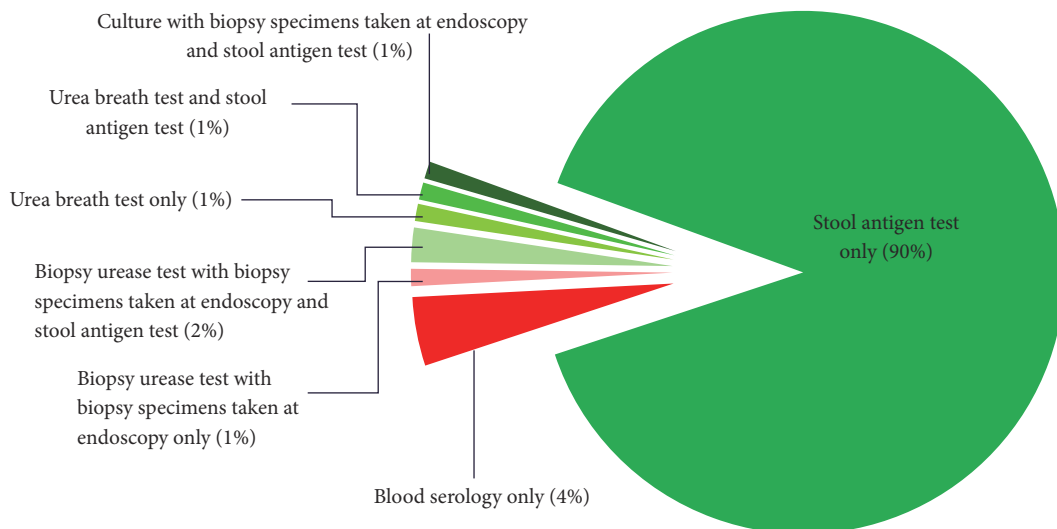 Culture with biopsy specimens taken at endoscopy
and stool antigen test (1%)
Urea breath test and stool
antigen test (1%)
Urea breath test only (1%)
Biopsy urease test with biopsy
specimens taken at endoscopy and
stool antigen test (2%)
Biopsy urease test with
biopsy specimens taken at
endoscopy only (1%)
Blood serology only (4%)
Stool antigen test
only (90%)